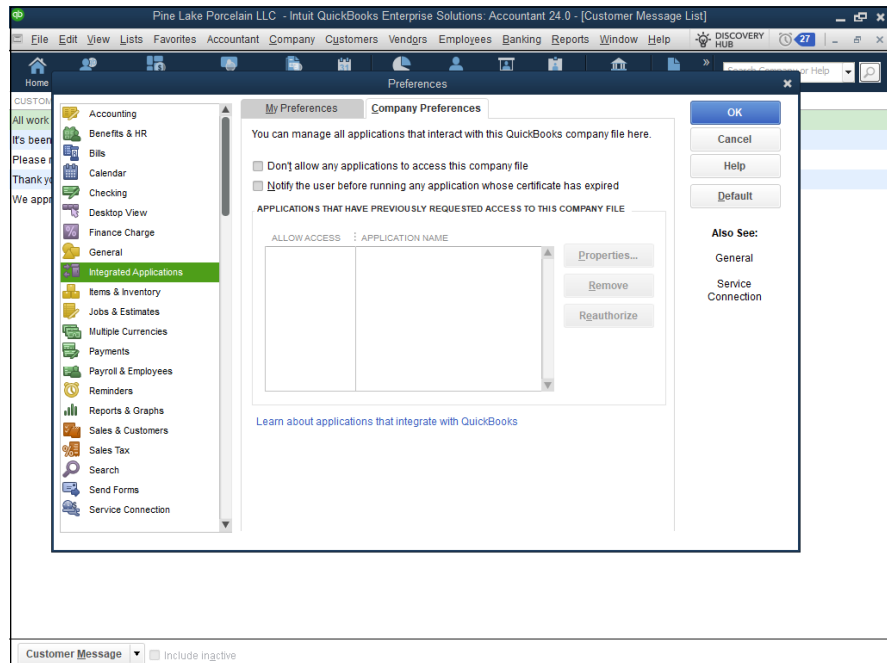 qb Pine Lake Porcelain LLC - Intuit QuickBooks Enterprise Solutions: Accountant 24.0 - [Customer Message List]
File Edit View Lists Favorites Accountant Company Customers Vendors Employees Banking Reports Window Help DISCOVERY HUB 27
Home » Search Company or Help
Preferences
CUSTOM
All work
It's been
Please r
Thank yo
We appr
Accounting
Benefits & HR
Bills
Calendar
Checking
Desktop View
Finance Charge
General
Integrated Applications
Items & Inventory
Jobs & Estimates
Multiple Currencies
Payments
Payroll & Employees
Reminders
Reports & Graphs
Sales & Customers
Sales Tax
Search
Send Forms
Service Connection
My Preferences Company Preferences
You can manage all applications that interact with this QuickBooks company file here.
Don't allow any applications to access this company file
Notify the user before running any application whose certificate has expired
APPLICATIONS THAT HAVE PREVIOUSLY REQUESTED ACCESS TO THIS COMPANY FILE
ALLOW ACCESS APPLICATION NAME
Properties...
Remove
Reauthorize
Learn about applications that integrate with QuickBooks
OK
Cancel
Help
Default
Also See:
General
Service
Connection
Customer Message Include inactive